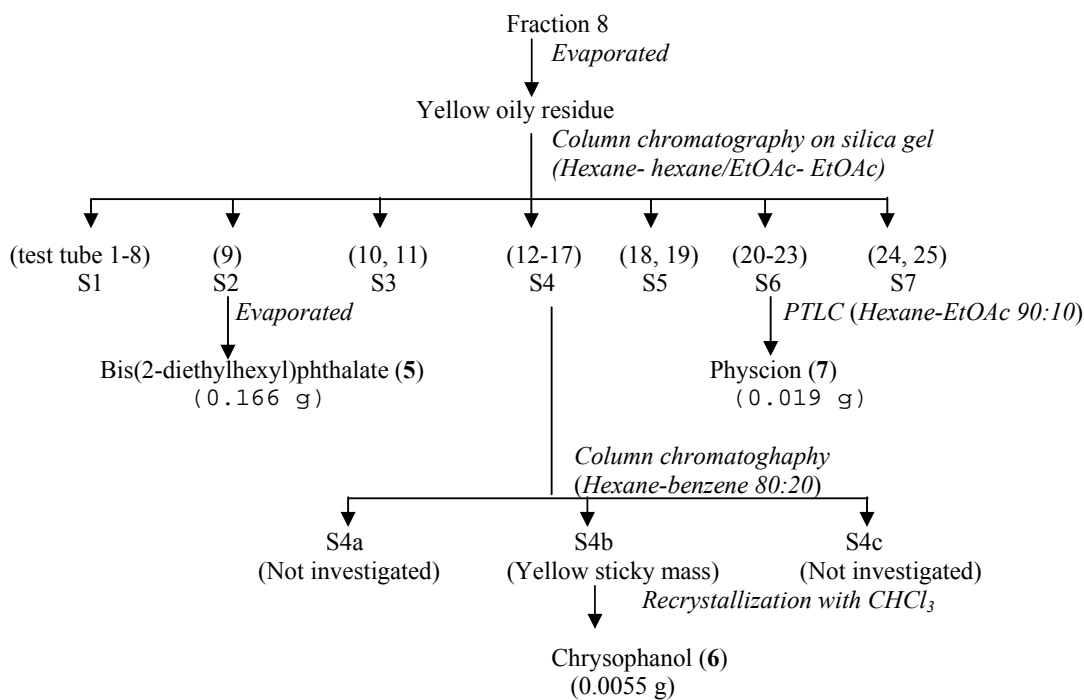 Fraction 8
Evaporated
Yellow oily residue
Column chromatography on silica gel
(Hexane- hexane/EtOAc- EtOAc)
(test tube 1-8) (9) (10, 11) (12-17) (18, 19) (20-23) (24, 25)
S1 S2 S3 S4 S5 S6 S7
Evaporated PTLC (Hexane-EtOAc 90:10)
Bis(2-diethylhexyl)phthalate (5) Physcion (7)
(0.166 g) (0.019 g)
Column chromatoghaphy
(Hexane-benzene 80:20)
S4a S4b S4c
(Not investigated) (Yellow sticky mass) (Not investigated)
Recrystallization with CHCl3
Chrysophanol (6)
(0.0055 g)